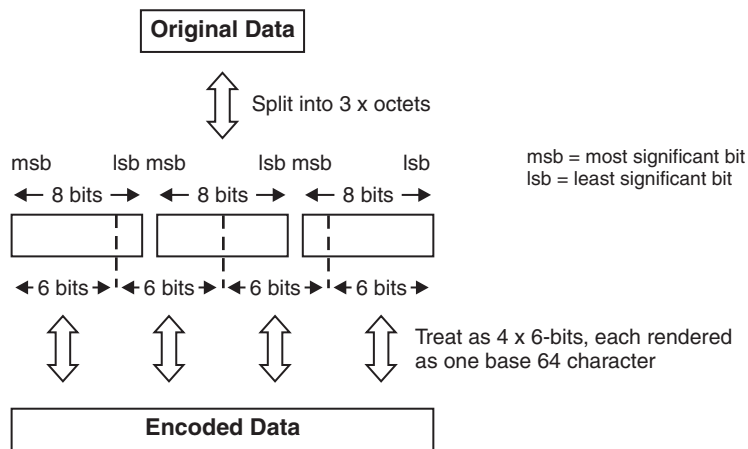 Original Data
Split into 3 x octets
msb lsb msb lsb msb lsb
msb = most significant bit
lsb = least significant bit
8 bits 8 bits 8 bits
6 bits 6 bits 6 bits 6 bits
Treat as 4 x 6-bits, each rendered
as one base 64 character
Encoded Data